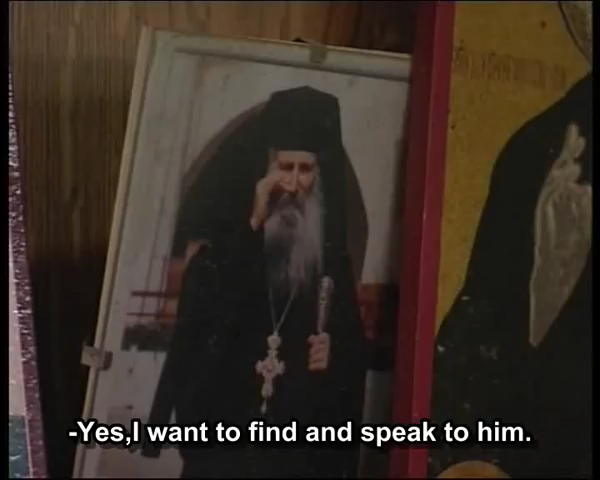 -Yes,I want to find and speak to him.